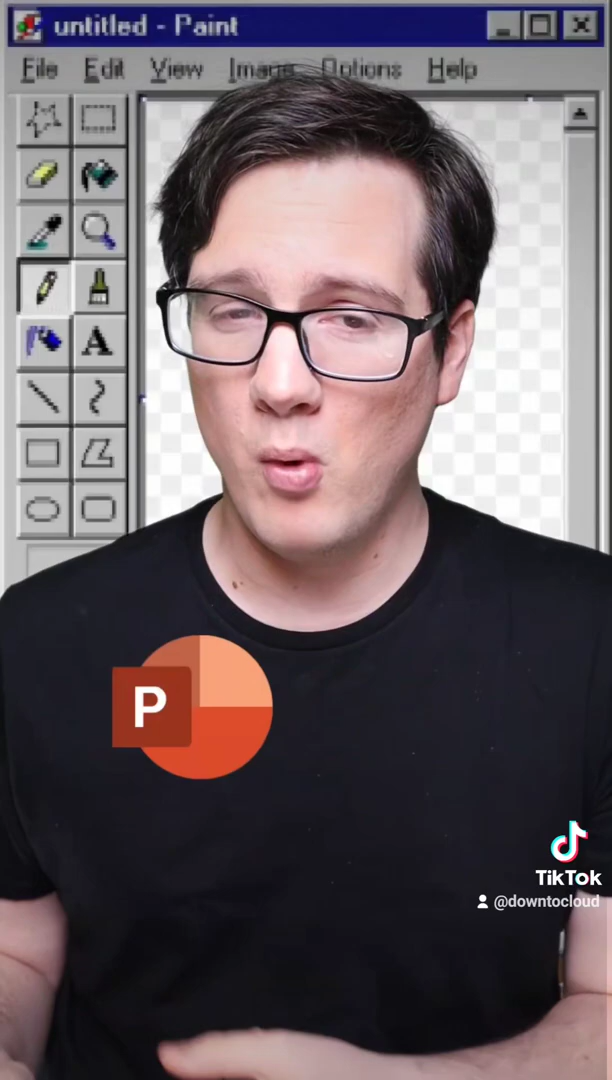 untitled - Paint
File Edit View Image Options Help
A
P
TikTok
@downtocloud